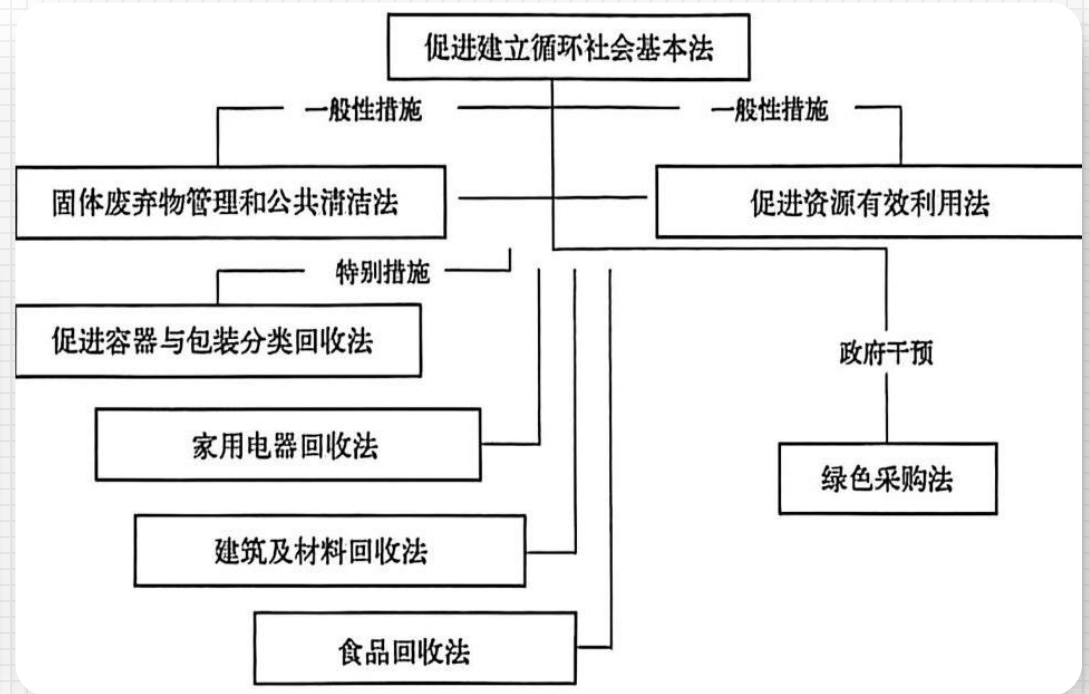 促进建立循环社会基本法
一般性措施
一般性措施
固体废弃物管理和公共清洁法
促进资源有效利用法
特别措施
促进容器与包装分类回收法
政府干预
家用电器回收法
绿色采购法
建筑及材料回收法
食品回收法